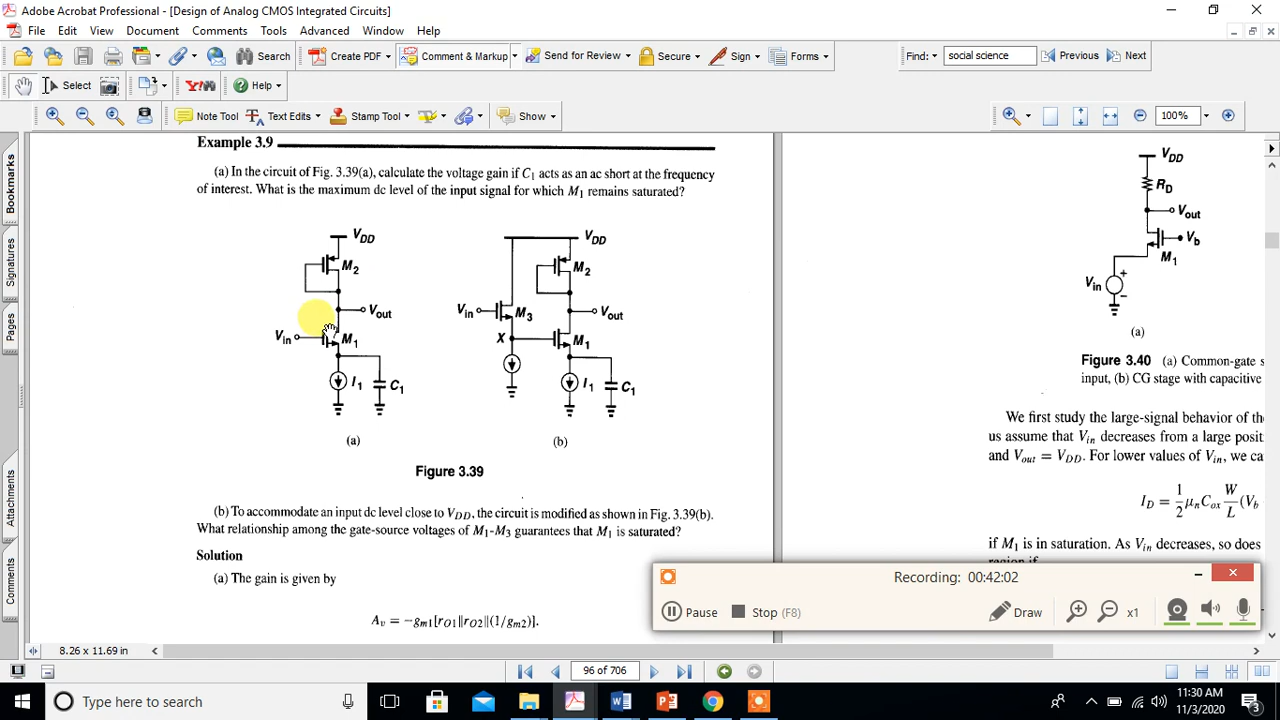 Adobe Acrobat Professional - [Design of Analog CMOS Integrated Circuits]
File Edit View Document Comments Tools Advanced Window Help
Search Create PDF Comment & Markup Send for Review Secure Sign Forms Find: social science Previous Next
Select Y!® Help
Note Tool Text Edits Stamp Tool Show 100%
Bookmarks
Signatures
Pages
Attachments
Comments
Example 3.9
(a) In the circuit of Fig. 3.39(a), calculate the voltage gain if C1 acts as an ac short at the frequency
of interest. What is the maximum dc level of the input signal for which M1 remains saturated?
VDD
M2
Vout
Vin
M1
I1
C1
(a)
VDD
M2
Vin
M3
Vout
X
M1
I1
C1
(b)
Figure 3.39
(b) To accommodate an input dc level close to VDD, the circuit is modified as shown in Fig. 3.39(b).
What relationship among the gate-source voltages of M1-M3 guarantees that M1 is saturated?
Solution
(a) The gain is given by
Av = −gm1[rO1||rO2||(1/gm2)].
VDD
RD
Vout
Vb
M1
Vin
+
−
(a)
Figure 3.40 (a) Common-gate s
input, (b) CG stage with capacitive
We first study the large-signal behavior of the
us assume that Vin decreases from a large posit
and Vout = VDD. For lower values of Vin, we ca
ID = 1/2 μnCox W/L (Vb
if M1 is in saturation. As Vin decreases, so does
region if
Recording: 00:42:02
Pause Stop (F8) Draw x1
8.26 x 11.69 in
96 of 706
Type here to search
11:30 AM
11/3/2020
3